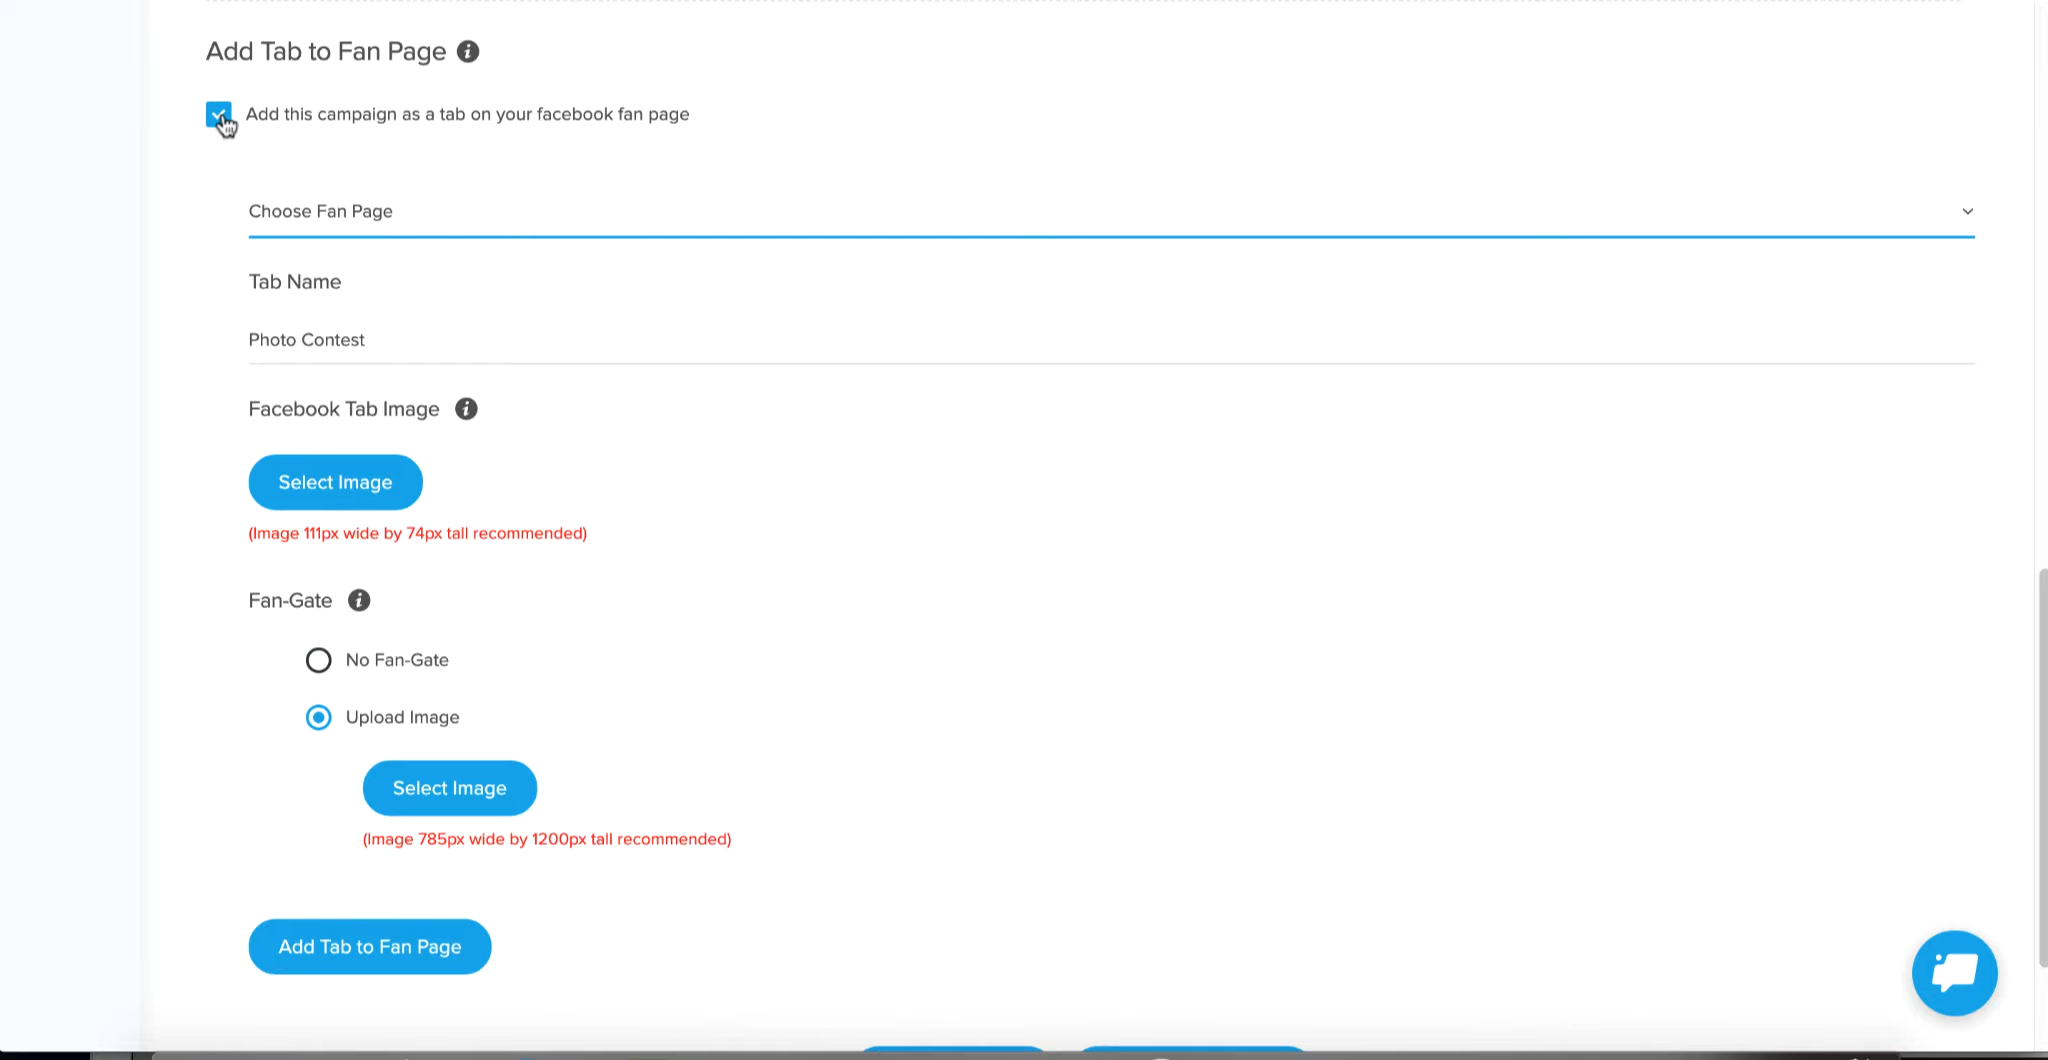 Add Tab to Fan Page
Add this campaign as a tab on your facebook fan page
Choose Fan Page
Tab Name
Photo Contest
Facebook Tab Image
Select Image
(Image 111px wide by 74px tall recommended)
Fan-Gate
No Fan-Gate
Upload Image
Select Image
(Image 785px wide by 1200px tall recommended)
Add Tab to Fan Page